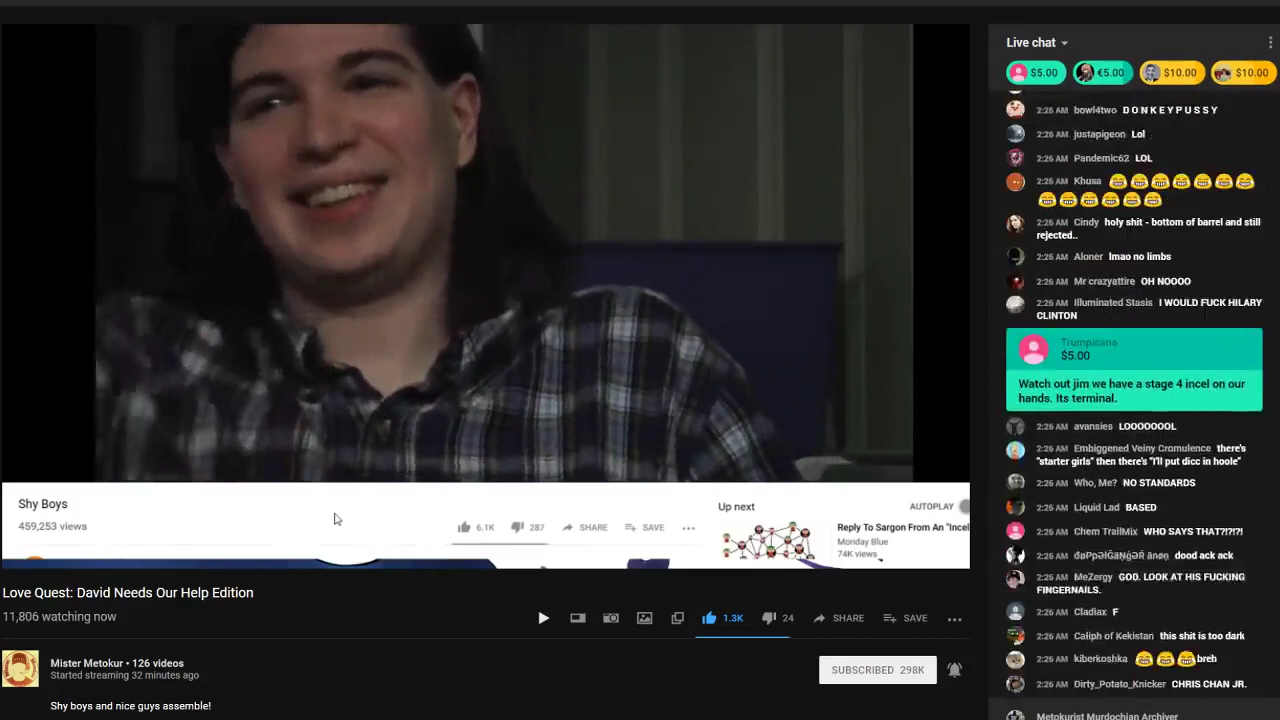 Live chat
$5.00
€5.00
$10.00
$10.00
2:26 AM bowl4two D O N K E Y P U S S Y
2:26 AM justapigeon Lol
2:26 AM Pandemic62 LOL
2:26 AM Khusa
2:26 AM Cindy holy shit - bottom of barrel and still
rejected..
2:26 AM Aloner lmao no limbs
2:26 AM Mr crazyattire OH NOOOO
2:26 AM Illuminated Stasis I WOULD FUCK HILARY
CLINTON
$5.00
Watch out jim we have a stage 4 incel on our
hands. Its terminal.
2:26 AM avansies LOOOOOOOL
2:26 AM Embiggened Veiny Cromulence there's
"starter girls" then there's "I'll put dicc in hoole"
2:26 AM Who, Me? NO STANDARDS
2:26 AM Liquid Lad BASED
2:26 AM Chem TrailMix WHO SAYS THAT?!?!?!
2:26 AM dood ack ack
2:26 AM MeZergy GOD. LOOK AT HIS FUCKING
FINGERNAILS.
2:26 AM Cladiax F
2:26 AM Caliph of Kekistan this shit is too dark
2:26 AM kiberkoshka breh
2:26 AM Dirty_Potato_Knicker CHRIS CHAN JR.
Metokurist Murdochian Archiver
Shy Boys
459,253 views
6.1K
287
SHARE
SAVE
Up next
AUTOPLAY
Reply To Sargon From An "Incel
Monday Blue
74K views
Love Quest: David Needs Our Help Edition
11,806 watching now
1.3K
24
SHARE
SAVE
Mister Metokur • 126 videos
Started streaming 32 minutes ago
SUBSCRIBED 298K
Shy boys and nice guys assemble!